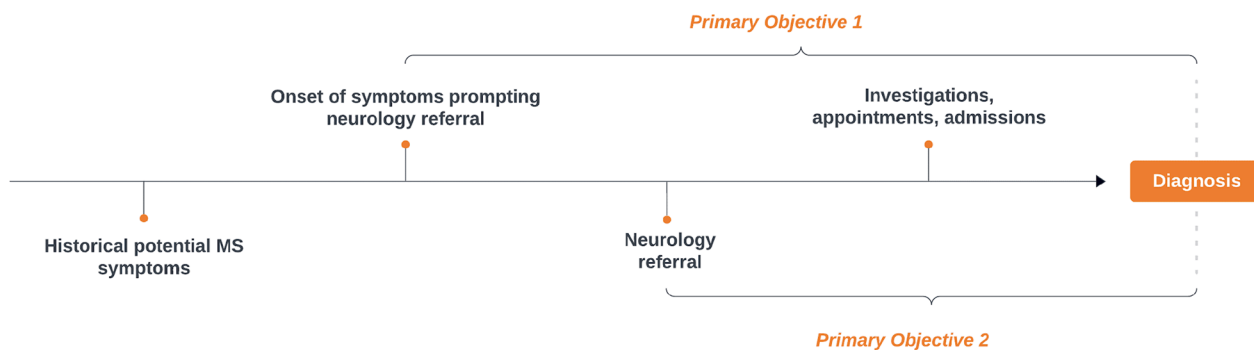 Primary Objective 1
Onset of symptoms prompting
neurology referral
Investigations,
appointments, admissions
Diagnosis
Historical potential MS
symptoms
Neurology
referral
Primary Objective 2